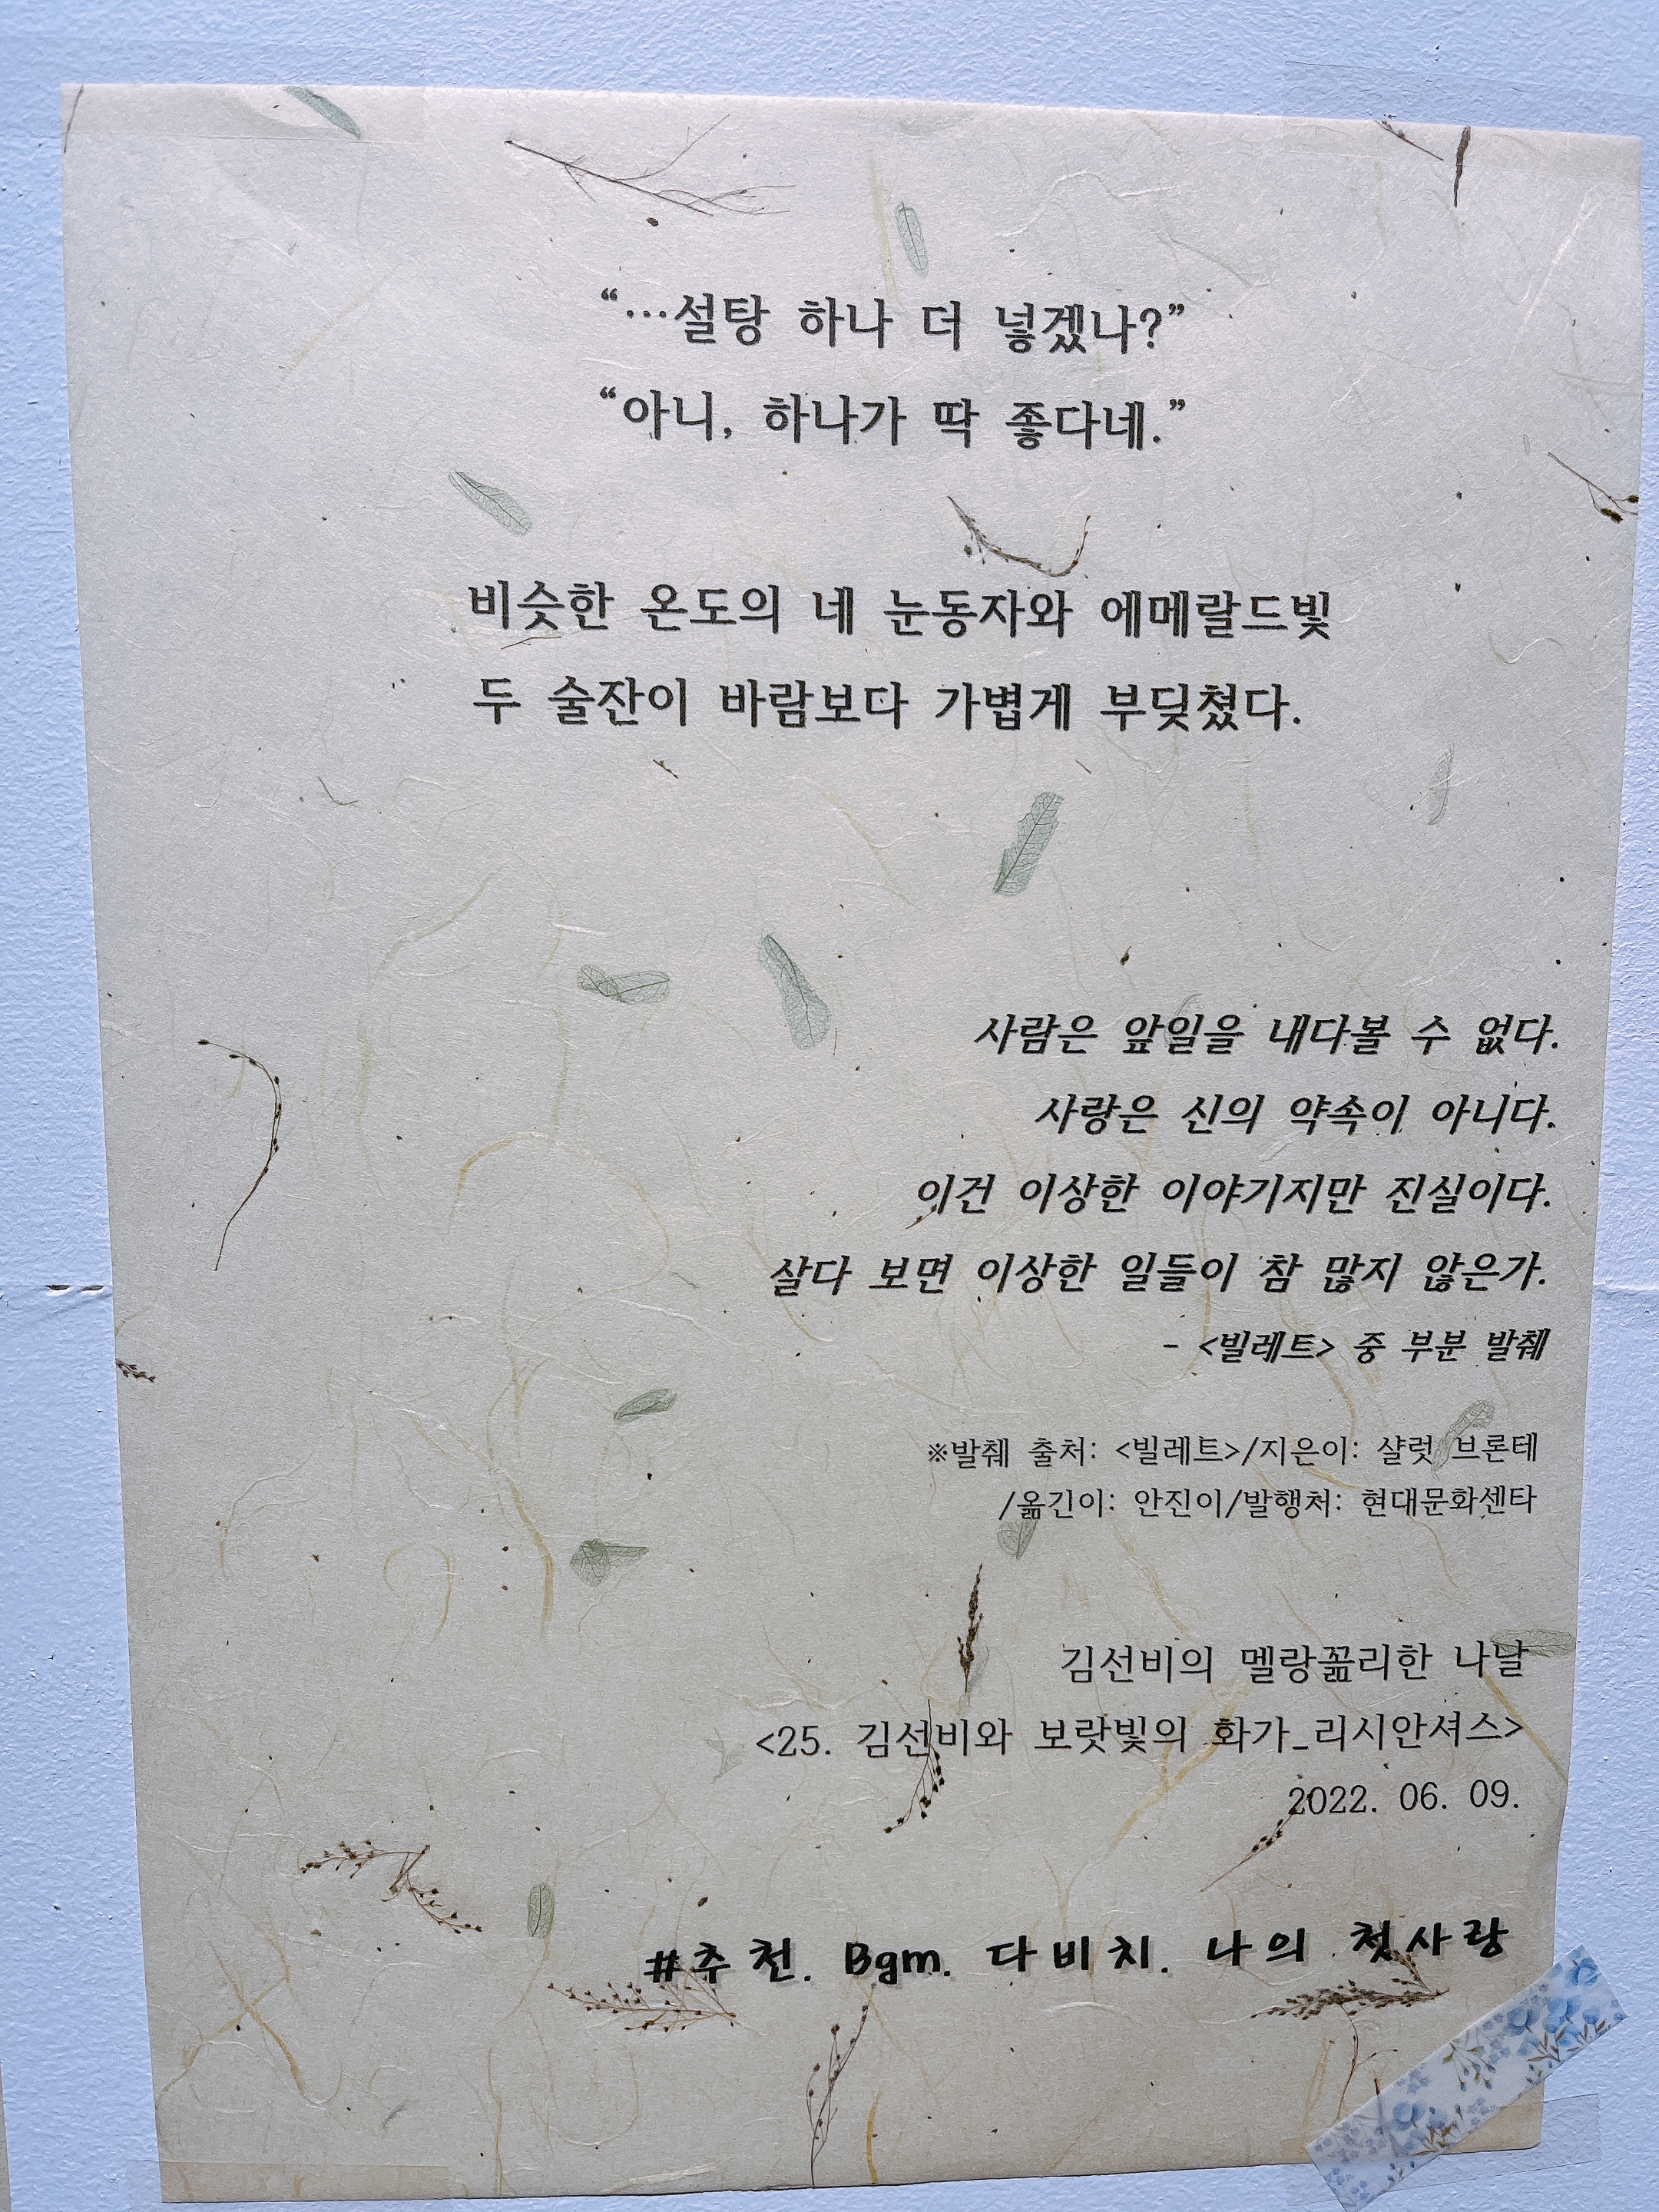 “…설탕 하나 더 넣겠나?”
“아니, 하나가 딱 좋다네.”
비슷한 온도의 네 눈동자와 에메랄드빛
두 술잔이 바람보다 가볍게 부딪쳤다.
사람은 앞일을 내다볼 수 없다.
사랑은 신의 약속이 아니다.
이건 이상한 이야기지만 진실이다.
살다 보면 이상한 일들이 참 많지 않은가.
- <빌레트> 중 부분 발췌
※발췌 출처: <빌레트>/지은이: 샬럿 브론테
/옮긴이: 안진이/발행처: 현대문화센타
김선비의 멜랑꼾리한 나날
<25. 김선비와 보랏빛의 화가_리시안셔스>
2022. 06. 09.
#추천. Bgm. 다비치. 나의 첫사랑